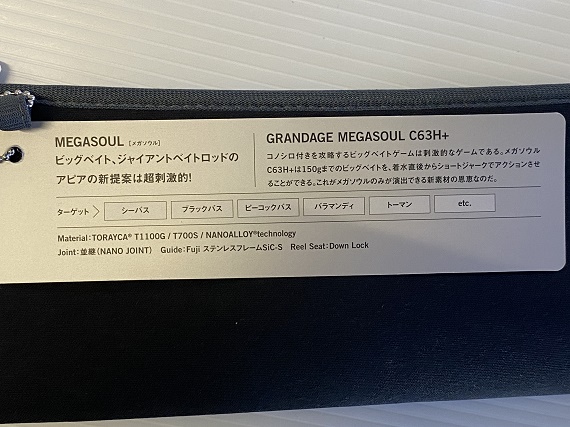 MEGASOUL [メガソウル]
ビッグベイト、ジャイアントベイトロッドの
アピアの新提案は超刺激的!
GRANDAGE MEGASOUL C63H+
コノシロ付きを攻略するビッグベイトゲームは刺激的なゲームである。メガソウル
C63H+は150gまでのビッグベイトを、着水直後からショートジャークでアクションさせ
ることができる。これがメガソウルのみが演出できる新素材の恩恵なのだ。
ターゲット シーバス ブラックバス ピーコックバス バラマンディ トーマン etc.
Material:TORAYCA® T1100G / T700S / NANOALLOY®technology
Joint:並継(NANO JOINT) Guide:Fuji ステンレスフレームSiC-S Reel Seat:Down Lock